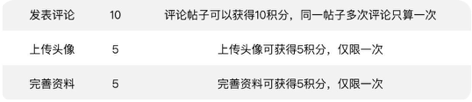 发表评论 10 评论帖子可以获得10积分，同一帖子多次评论只算一次
上传头像 5 上传头像可获得5积分，仅限一次
完善资料 5 完善资料可获得5积分，仅限一次